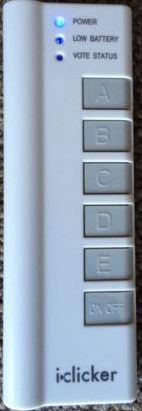 POWER
LOW BATTERY
VOTE STATUS
A
B
C
D
E
ON/OFF
i>clicker